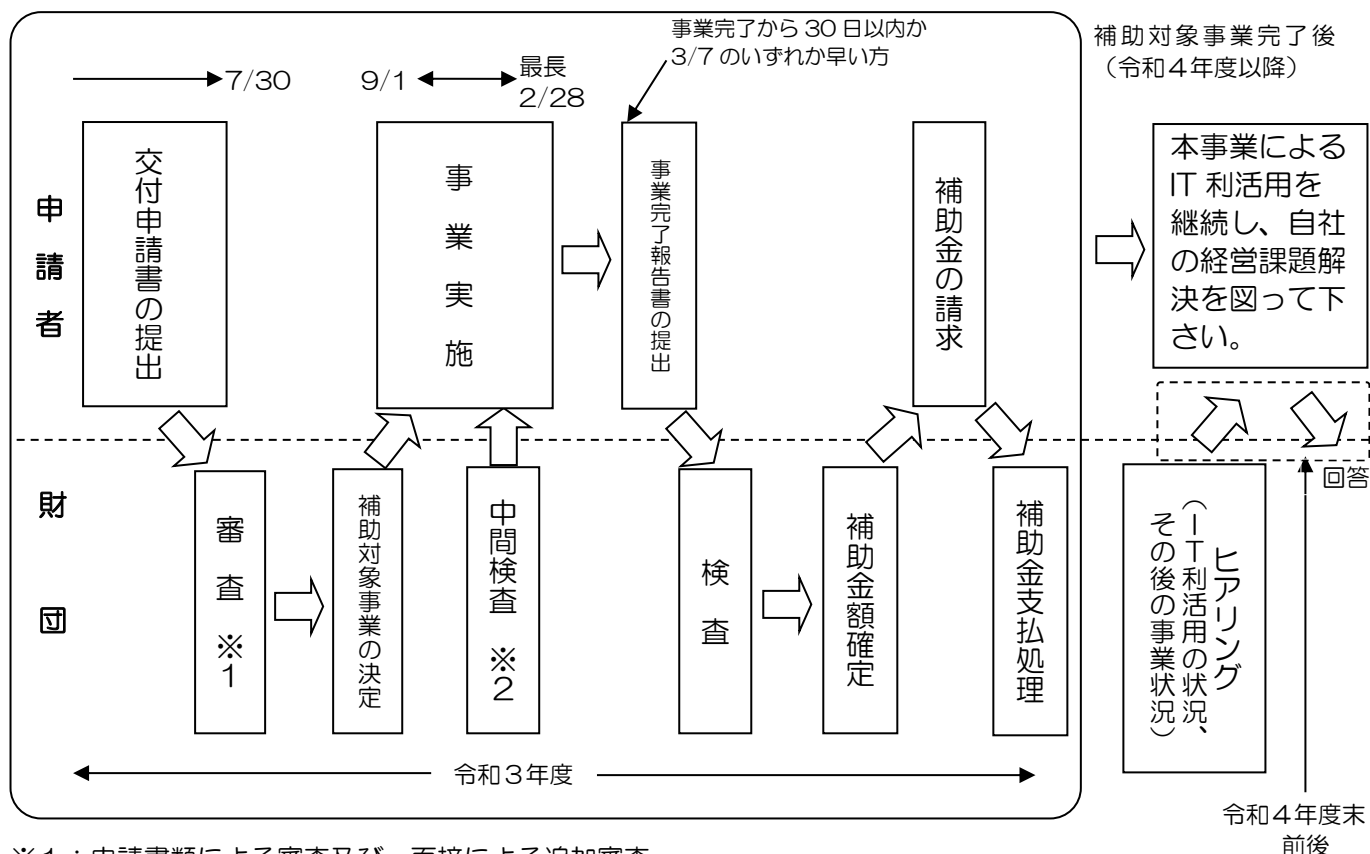 事業完了から30日以内か
3/7のいずれか早い方
補助対象事業完了後
（令和４年度以降）
7/30
9/1
最長
2/28
申請者
交付申請書の提出
事業実施
事業完了報告書の提出
補助金の請求
本事業による
IT利活用を
継続し、自社
の経営課題解
決を図って下
さい。
財団
審査※1
補助対象事業の決定
中間検査※2
検査
補助金額確定
補助金支払処理
ヒアリング
（IT利活用の状況、
その後の事業状況）
回答
令和３年度
令和４年度末
前後